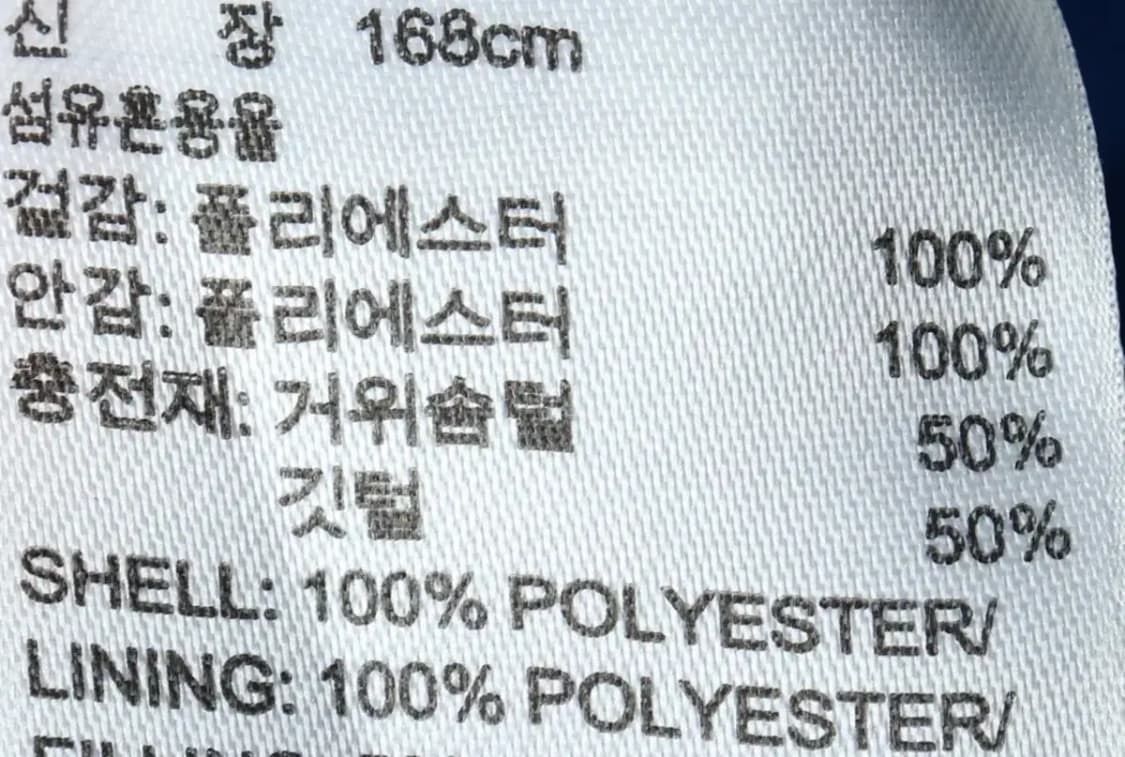 신 장 168cm
섬유혼용율
겉감: 폴리에스터 100%
안감: 폴리에스터 100%
충전재: 거위솜털 50%
깃털 50%
SHELL: 100% POLYESTER/
LINING: 100% POLYESTER/